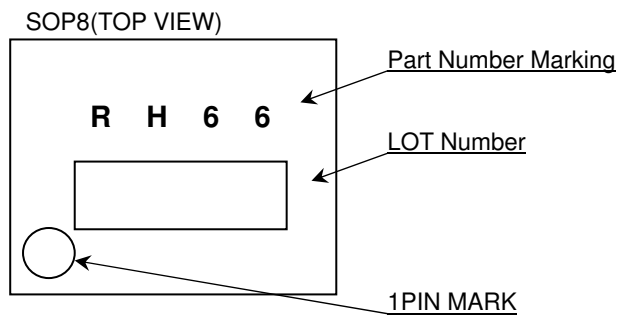 SOP8(TOP VIEW)
Part Number Marking
R H 6 6
LOT Number
1PIN MARK